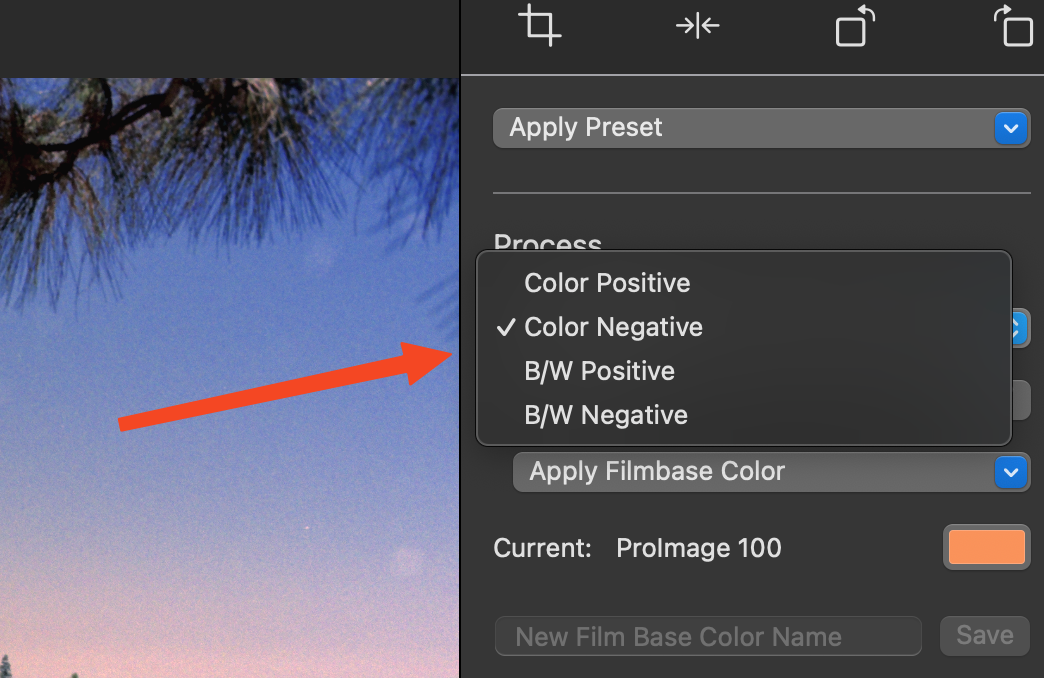 Apply Preset
Process
Color Positive
✓ Color Negative
B/W Positive
B/W Negative
Apply Filmbase Color
Current: ProImage 100
New Film Base Color Name Save